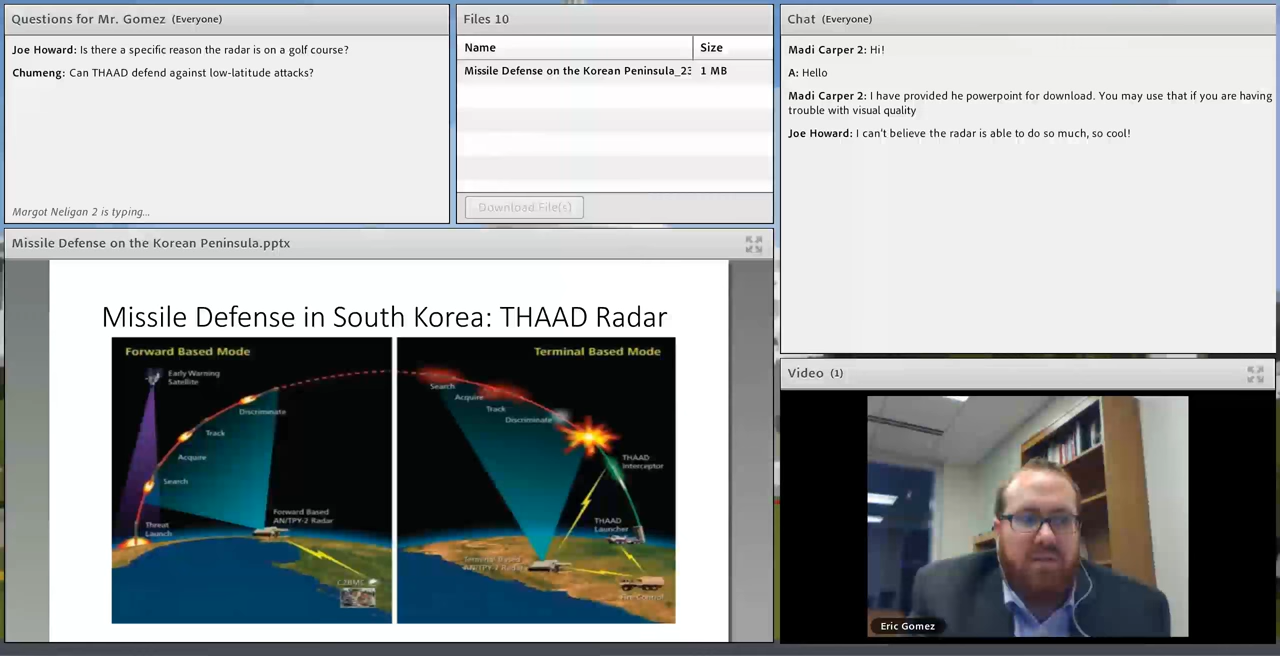 Questions for Mr. Gomez (Everyone)
Joe Howard: Is there a specific reason the radar is on a golf course?
Chumeng: Can THAAD defend against low-latitude attacks?
Margot Neligan 2 is typing...
Files 10
Name Size
Missile Defense on the Korean Peninsula_23 1 MB
Download File(s)
Chat (Everyone)
Madi Carper 2: Hi!
A: Hello
Madi Carper 2: I have provided he powerpoint for download. You may use that if you are having
trouble with visual quality
Joe Howard: I can't believe the radar is able to do so much, so cool!
Missile Defense on the Korean Peninsula.pptx
Missile Defense in South Korea: THAAD Radar
Forward Based Mode
Early Warning
Satellite
Discriminate
Track
Acquire
Search
Threat
Launch
Forward Based
AN/TPY-2 Radar
C2BMC
Terminal Based Mode
Search
Acquire
Track
Discriminate
THAAD
Interceptor
THAAD
Launcher
Terminal Based
AN/TPY-2 Radar
Fire Control
Video (1)
Eric Gomez